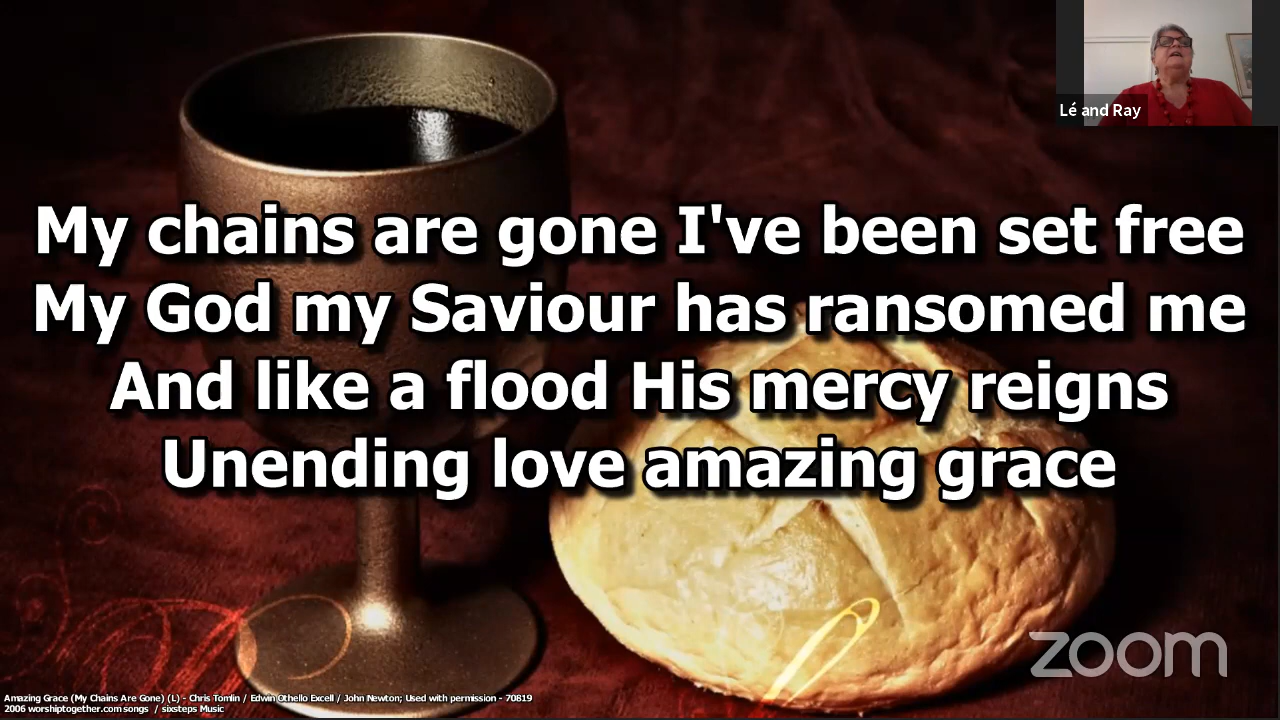 Lé and Ray
My chains are gone I've been set free
My God my Saviour has ransomed me
And like a flood His mercy reigns
Unending love amazing grace
zoom
Amazing Grace (My Chains Are Gone) (L) - Chris Tomlin / Edwin Othello Excell / John Newton; Used with permission - 70819
2006 worshiptogether.com songs / sixsteps Music